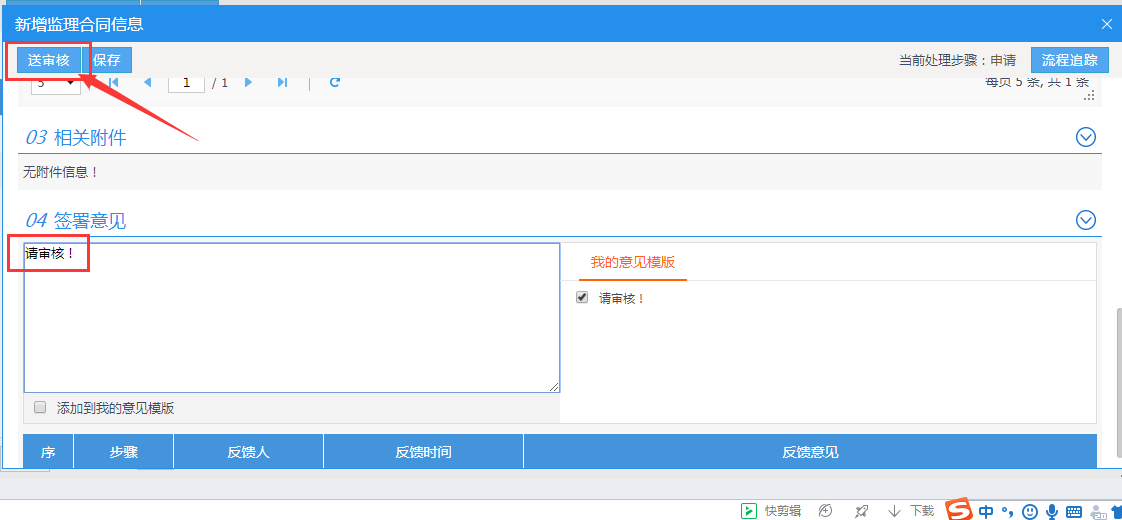 新增监理合同信息
送审核 保存 当前处理步骤：申请 流程追踪
5 1 / 1 每页 5 条, 共 1 条
03 相关附件
无附件信息！
04 签署意见
请审核！
我的意见模版
请审核！
添加到我的意见模版
序 步骤 反馈人 反馈时间 反馈意见
快剪辑 下载 S 中